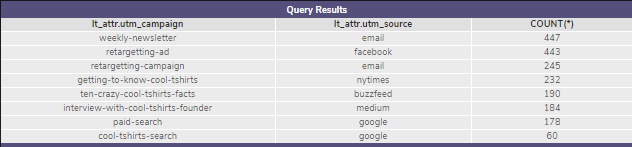 Query Results
lt_attr.utm_campaign lt_attr.utm_source COUNT(*)
weekly-newsletter email 447
retargetting-ad facebook 443
retargetting-campaign email 245
getting-to-know-cool-tshirts nytimes 232
ten-crazy-cool-tshirts-facts buzzfeed 190
interview-with-cool-tshirts-founder medium 184
paid-search google 178
cool-tshirts-search google 60